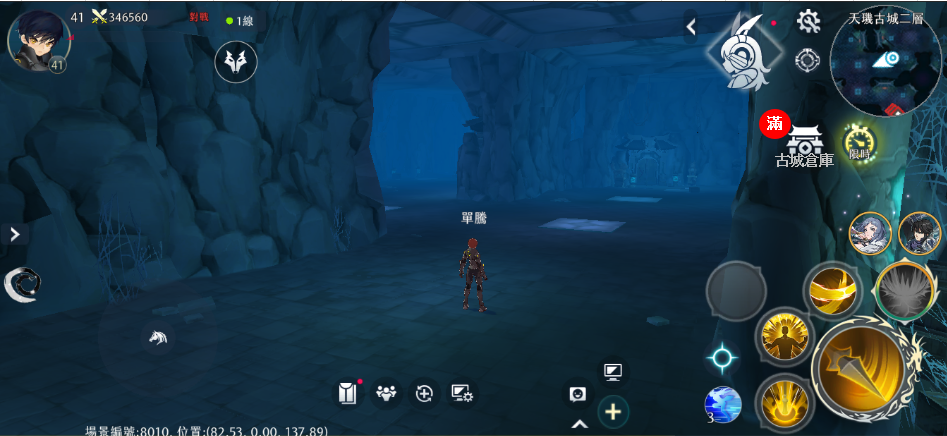 41 346560 對戰 1線
41
天璣古城二層
滿
古城倉庫
限時
單騰
3
場景編號:8010, 位置:(82.53, 0.00, 137.89)